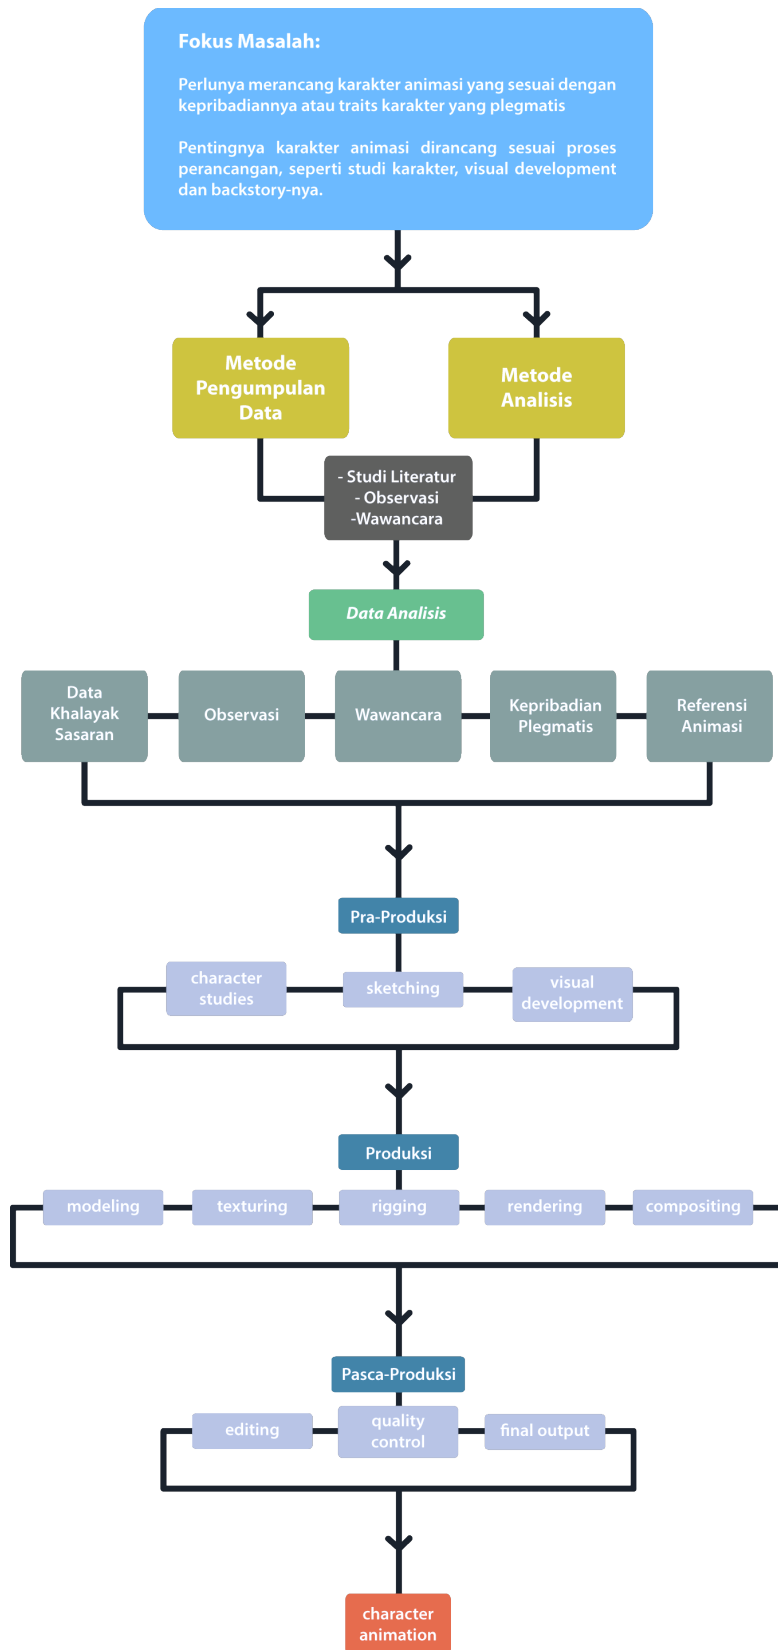 Fokus Masalah:
Perlunya merancang karakter animasi yang sesuai dengan
kepribadiannya atau traits karakter yang plegmatis
Pentingnya karakter animasi dirancang sesuai proses
perancangan, seperti studi karakter, visual development
dan backstory-nya.
Metode
Pengumpulan
Data
Metode
Analisis
- Studi Literatur
- Observasi
-Wawancara
Data Analisis
Data
Khalayak
Sasaran
Observasi
Wawancara
Kepribadian
Plegmatis
Referensi
Animasi
Pra-Produksi
character
studies
sketching
visual
development
Produksi
modeling
texturing
rigging
rendering
compositing
Pasca-Produksi
editing
quality
control
final output
character
animation